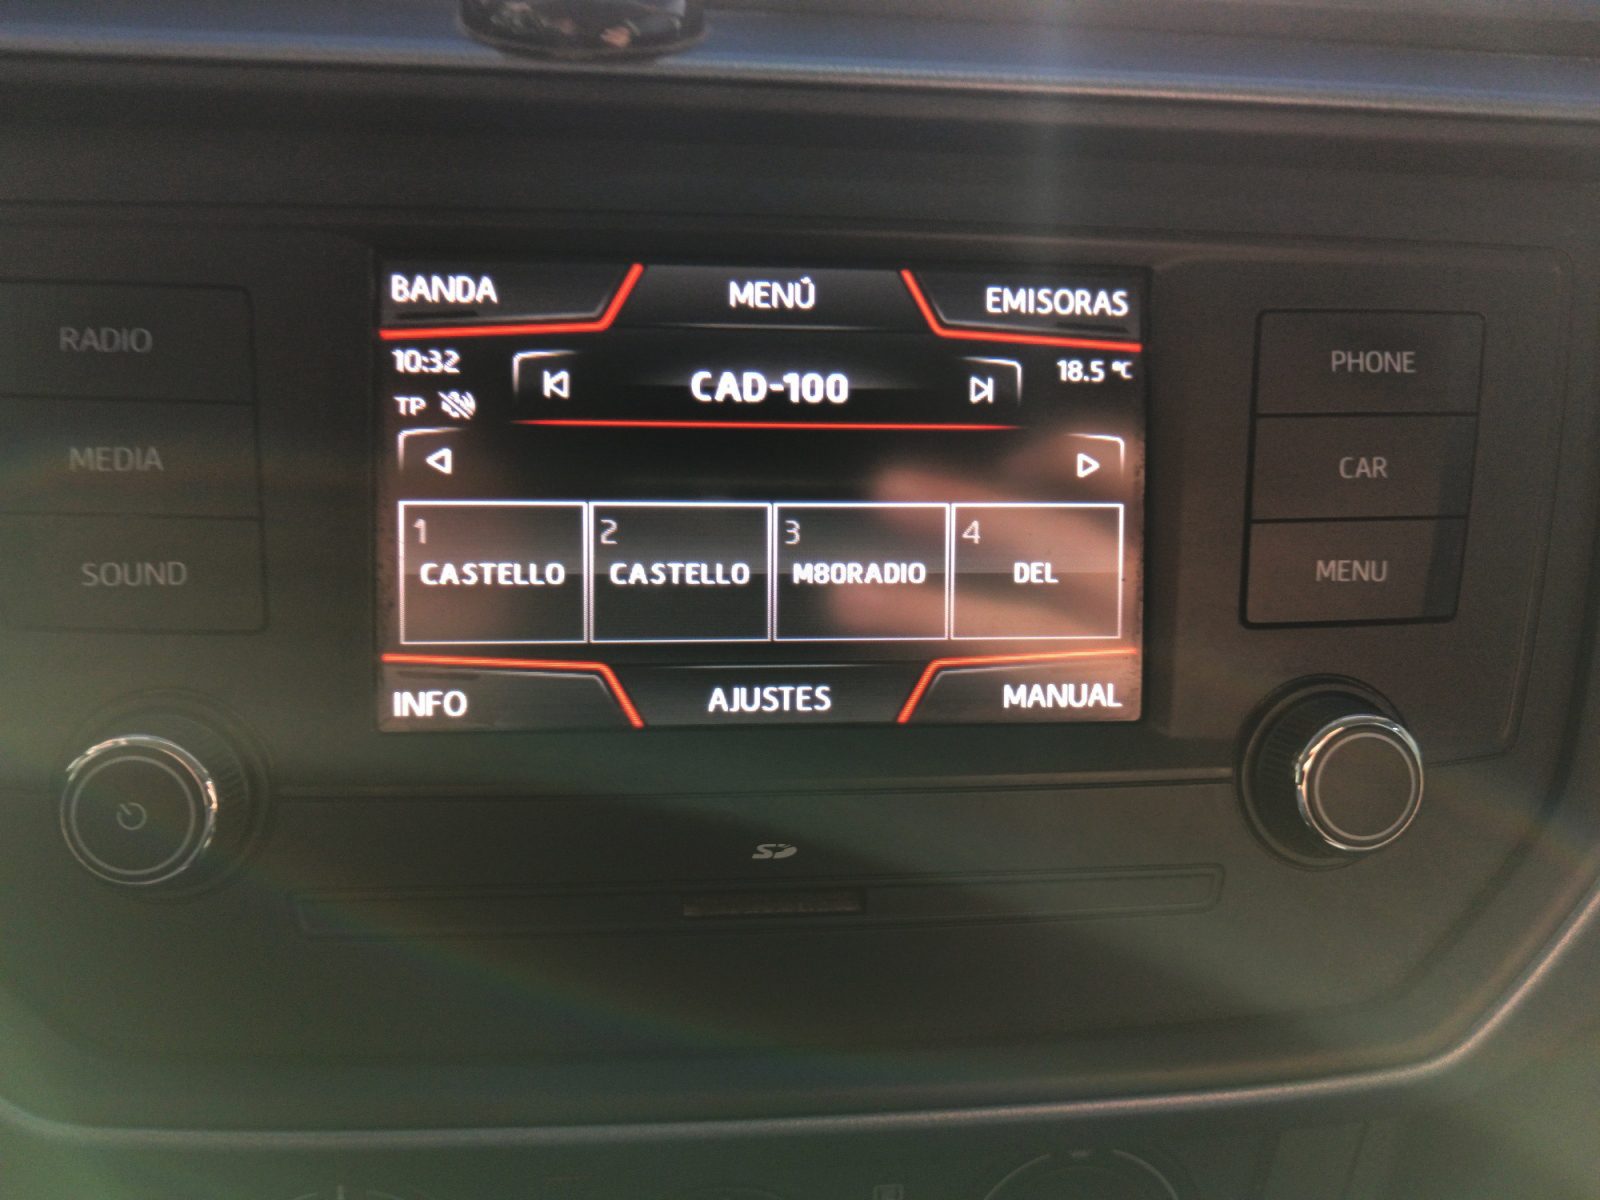 BANDA MENÚ EMISORAS
RADIO
10:32 CAD-100 18.5 °C
PHONE
TP
MEDIA
CAR
1 2 3 4
CASTELLO CASTELLO M80RADIO DEL
SOUND
MENU
INFO AJUSTES MANUAL
SD